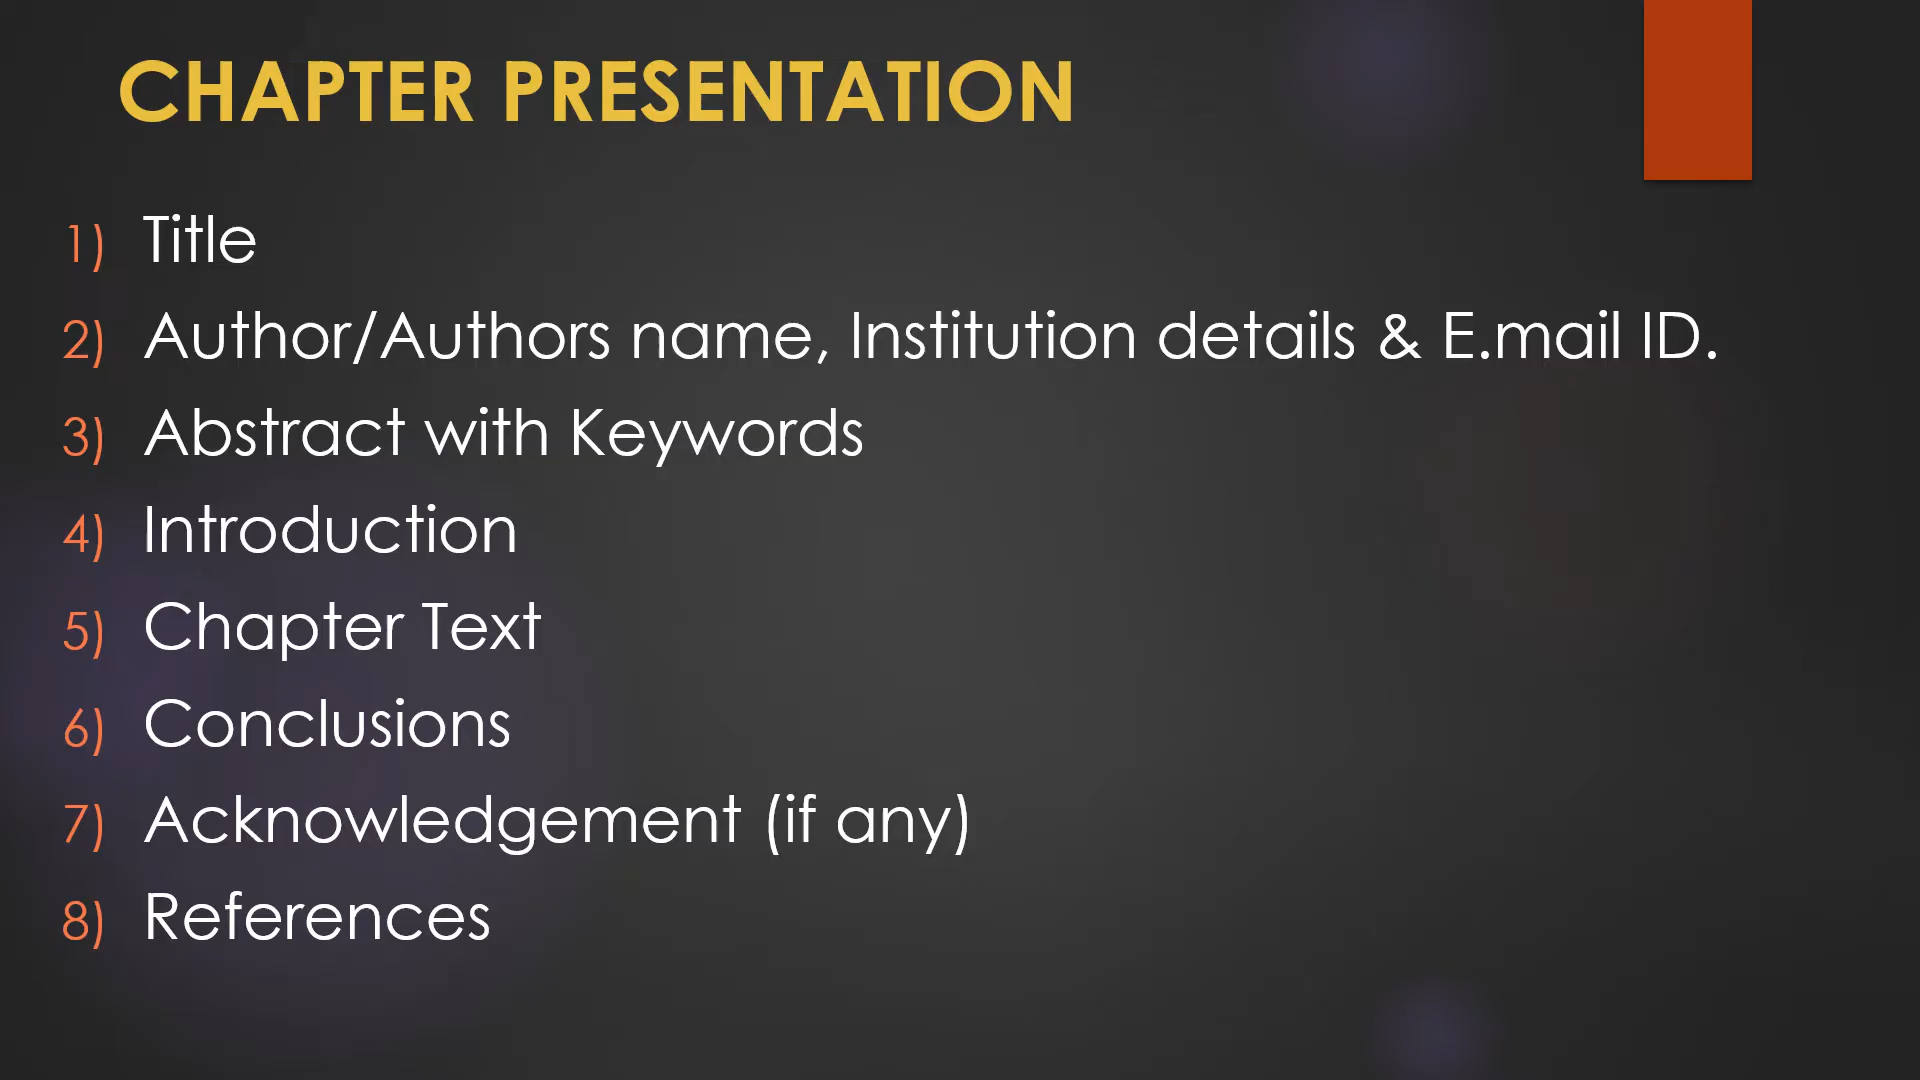 CHAPTER PRESENTATION
1) Title
2) Author/Authors name, Institution details & E.mail ID.
3) Abstract with Keywords
4) Introduction
5) Chapter Text
6) Conclusions
7) Acknowledgement (if any)
8) References